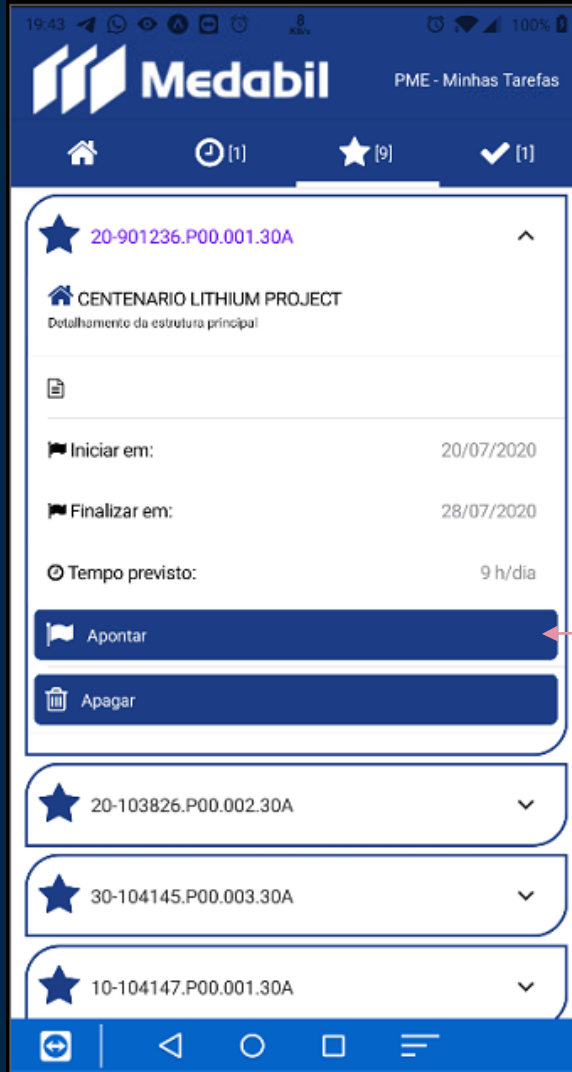 19:43 8 KB/s 100%
Medabil PME - Minhas Tarefas
[1] [9] [1]
20-901236.P00.001.30A
CENTENARIO LITHIUM PROJECT
Detalhamento da estrutura principal
Iniciar em: 20/07/2020
Finalizar em: 28/07/2020
Tempo previsto: 9 h/dia
Apontar
Apagar
20-103826.P00.002.30A
30-104145.P00.003.30A
10-104147.P00.001.30A